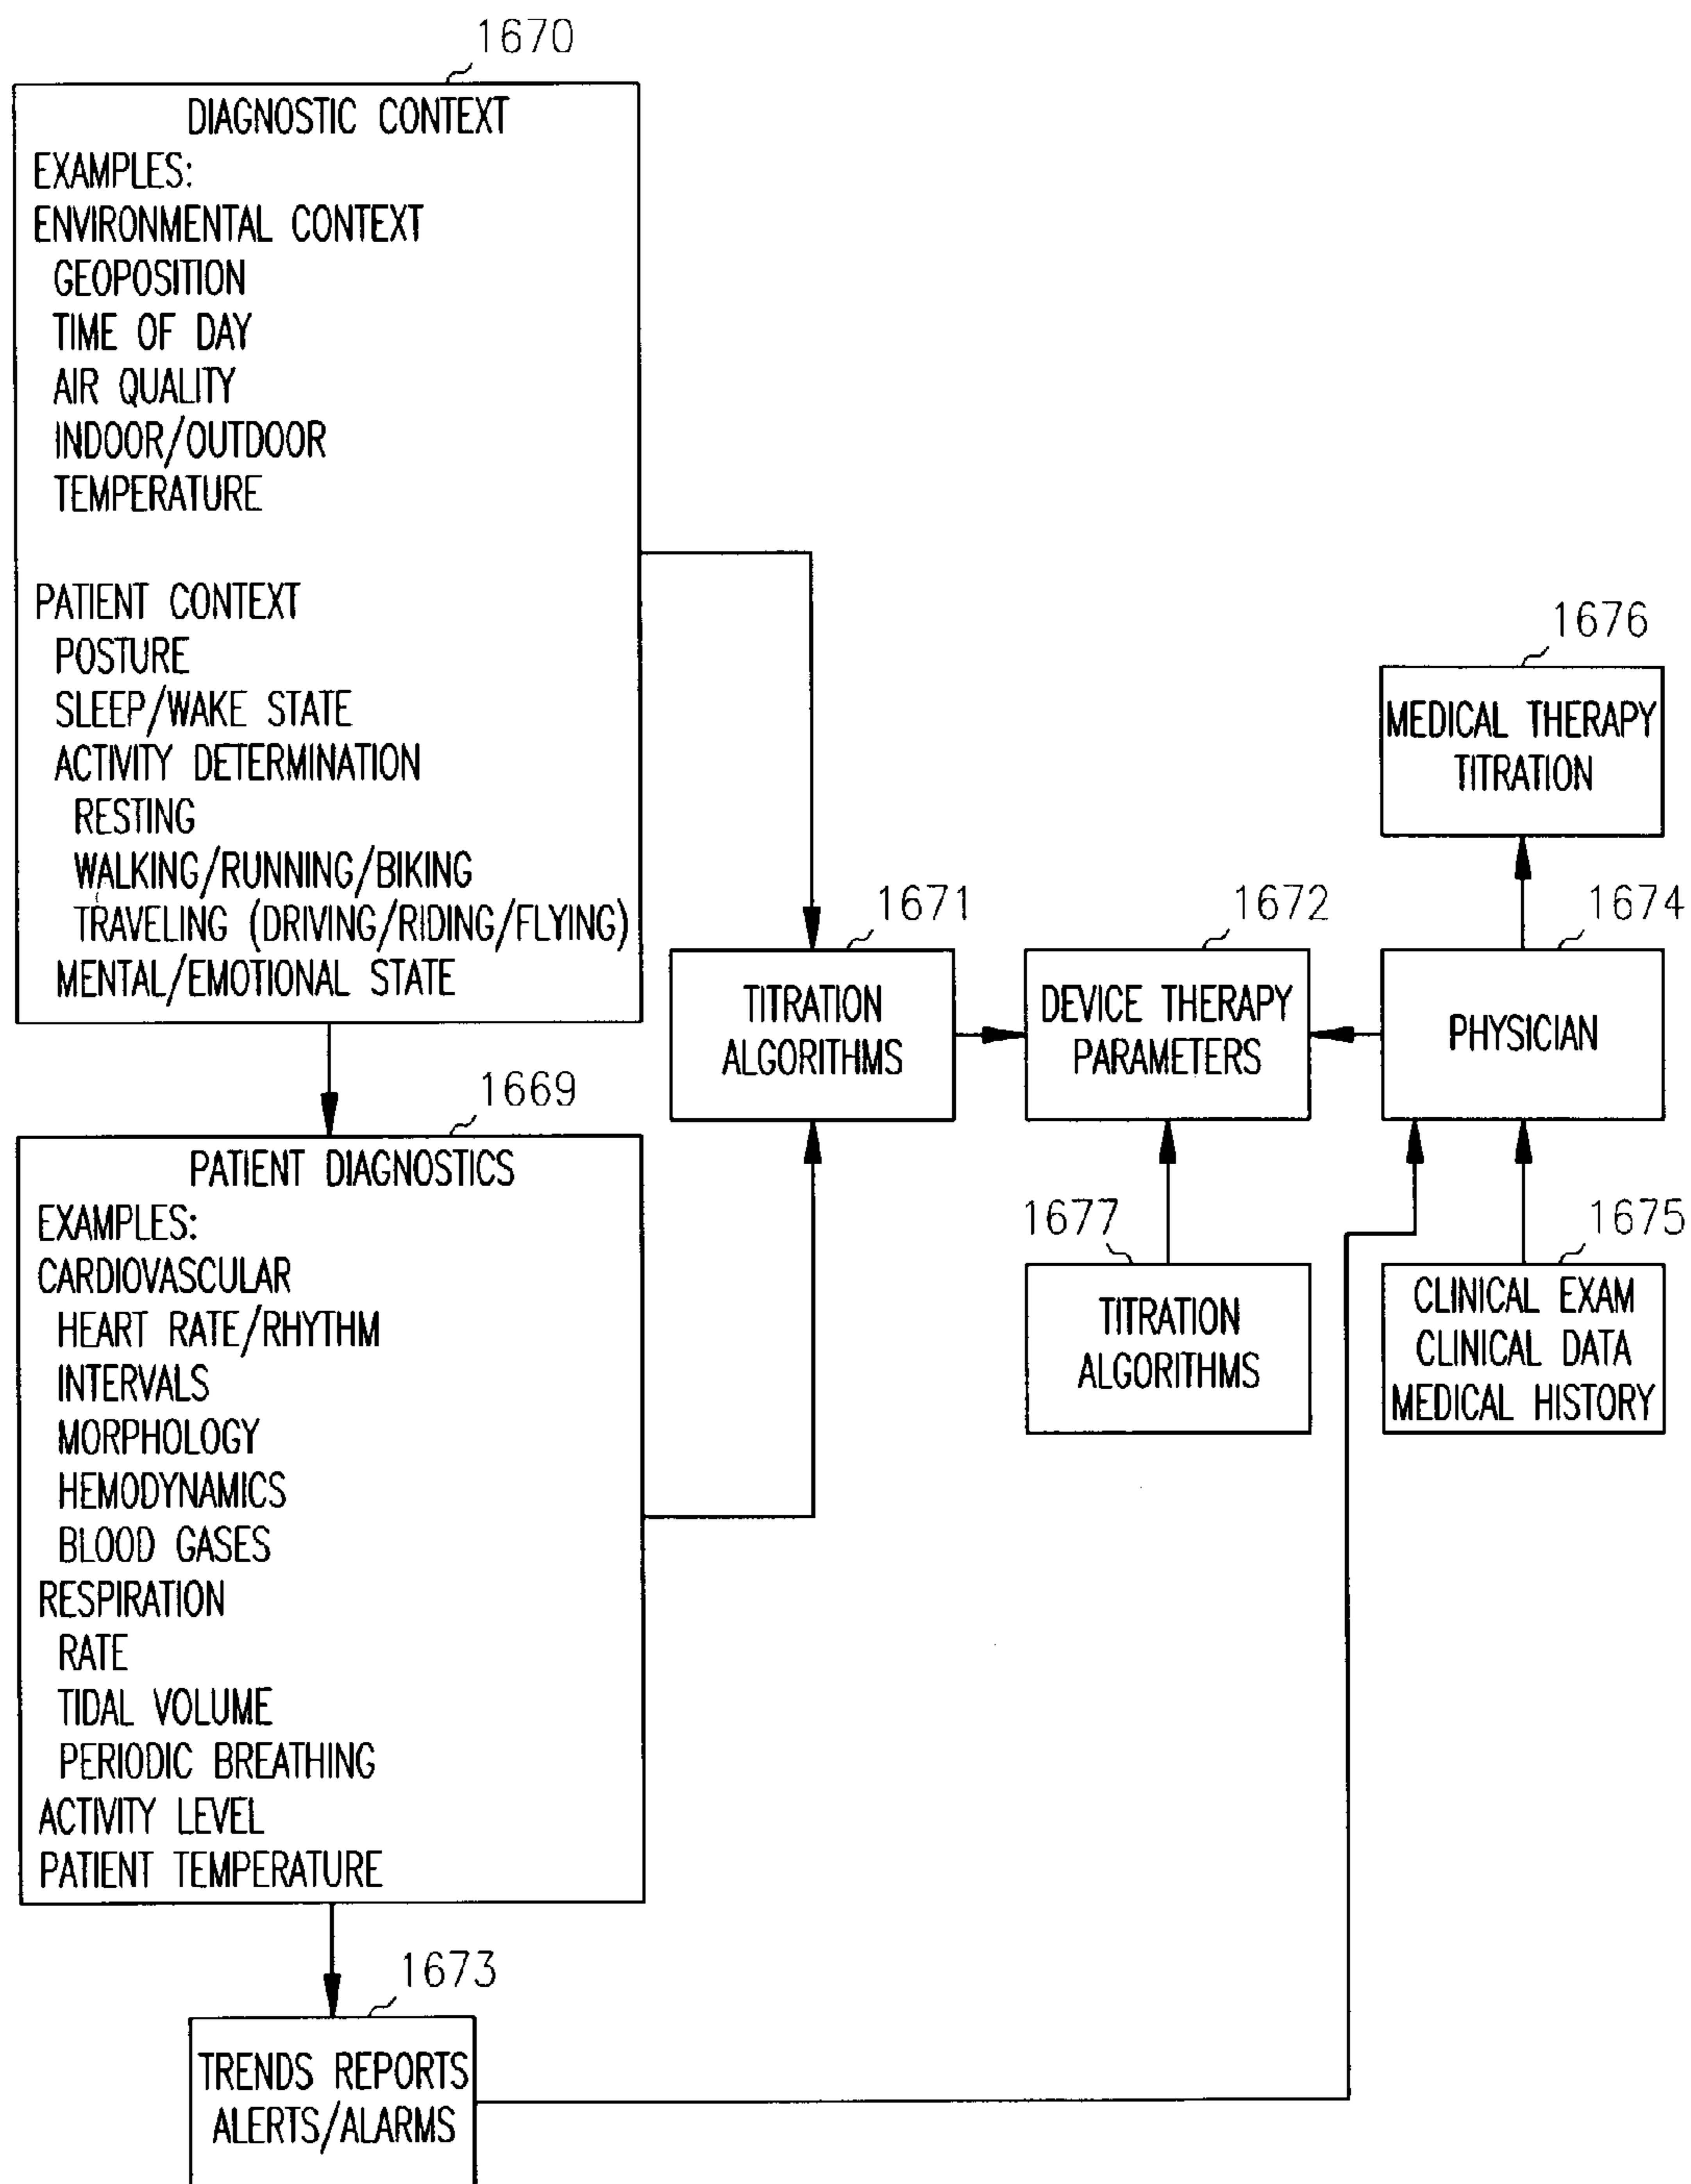 1670
DIAGNOSTIC CONTEXT
EXAMPLES:
ENVIRONMENTAL CONTEXT
GEOPOSITION
TIME OF DAY
AIR QUALITY
INDOOR/OUTDOOR
TEMPERATURE
PATIENT CONTEXT
POSTURE
SLEEP/WAKE STATE
ACTIVITY DETERMINATION
RESTING
WALKING/RUNNING/BIKING
TRAVELING (DRIVING/RIDING/FLYING)
MENTAL/EMOTIONAL STATE
1669
PATIENT DIAGNOSTICS
EXAMPLES:
CARDIOVASCULAR
HEART RATE/RHYTHM
INTERVALS
MORPHOLOGY
HEMODYNAMICS
BLOOD GASES
RESPIRATION
RATE
TIDAL VOLUME
PERIODIC BREATHING
ACTIVITY LEVEL
PATIENT TEMPERATURE
1673
TRENDS REPORTS
ALERTS/ALARMS
1671
TITRATION
ALGORITHMS
1672
DEVICE THERAPY
PARAMETERS
1677
TITRATION
ALGORITHMS
1676
MEDICAL THERAPY
TITRATION
1674
PHYSICIAN
1675
CLINICAL EXAM
CLINICAL DATA
MEDICAL HISTORY